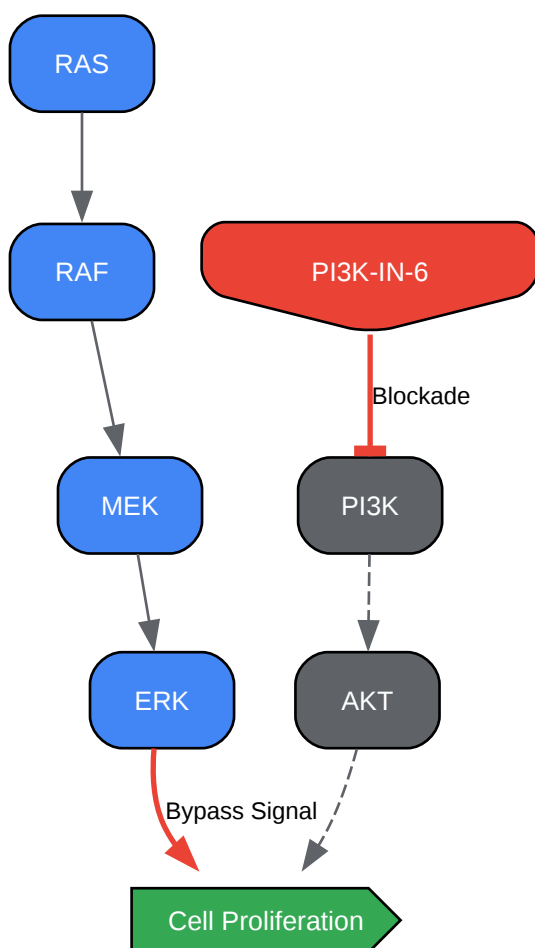 RAS
RAF
PI3K-IN-6
Blockade
MEK
PI3K
ERK
AKT
Bypass Signal
Cell Proliferation